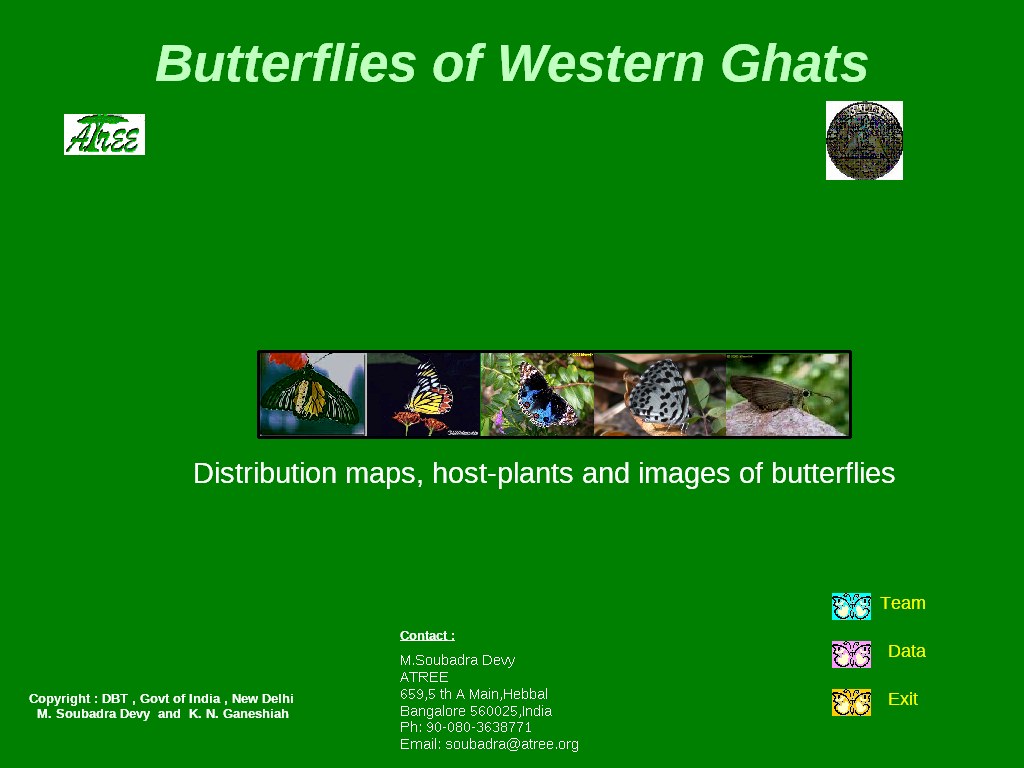 Butterflies of Western Ghats
ATREE
Distribution maps, host-plants and images of butterflies
Team
Data
Exit
Contact :
M.Soubadra Devy
ATREE
659,5 th A Main,Hebbal
Bangalore 560025,India
Ph: 90-080-3638771
Email: soubadra@atree.org
Copyright : DBT , Govt of India , New Delhi
M. Soubadra Devy and K. N. Ganeshiah